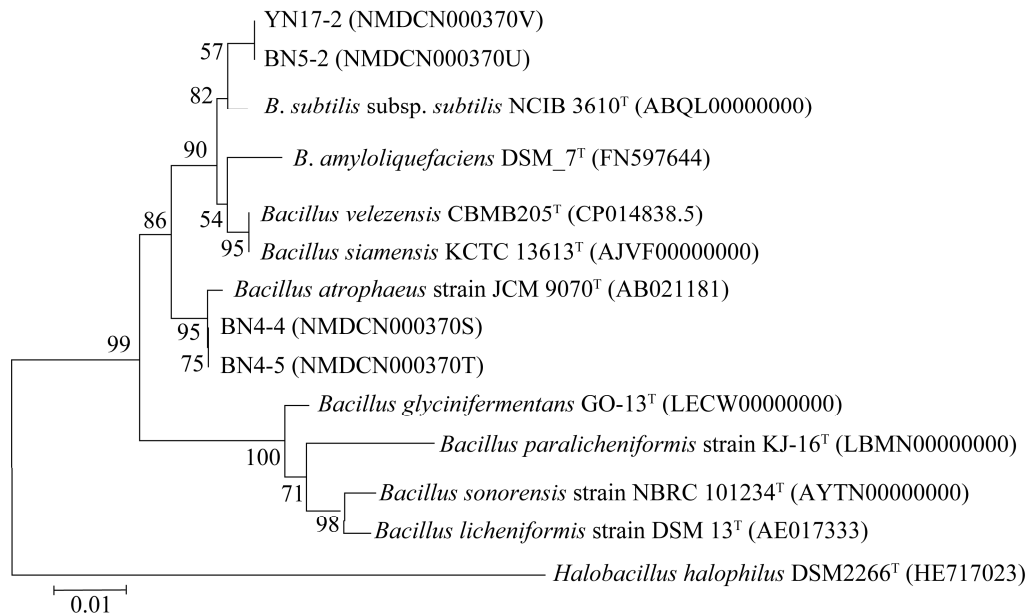 YN17-2 (NMDCN000370V)
57
BN5-2 (NMDCN000370U)
82
B. subtilis subsp. subtilis NCIB 3610ᵀ (ABQL00000000)
90
B. amyloliquefaciens DSM_7ᵀ (FN597644)
86
54
Bacillus velezensis CBMB205ᵀ (CP014838.5)
95
Bacillus siamensis KCTC 13613ᵀ (AJVF00000000)
Bacillus atrophaeus strain JCM 9070ᵀ (AB021181)
95
BN4-4 (NMDCN000370S)
99
75
BN4-5 (NMDCN000370T)
Bacillus glycinifermentans GO-13ᵀ (LECW00000000)
100
Bacillus paralicheniformis strain KJ-16ᵀ (LBMN00000000)
71
Bacillus sonorensis strain NBRC 101234ᵀ (AYTN00000000)
98
Bacillus licheniformis strain DSM 13ᵀ (AE017333)
Halobacillus halophilus DSM2266ᵀ (HE717023)
0.01